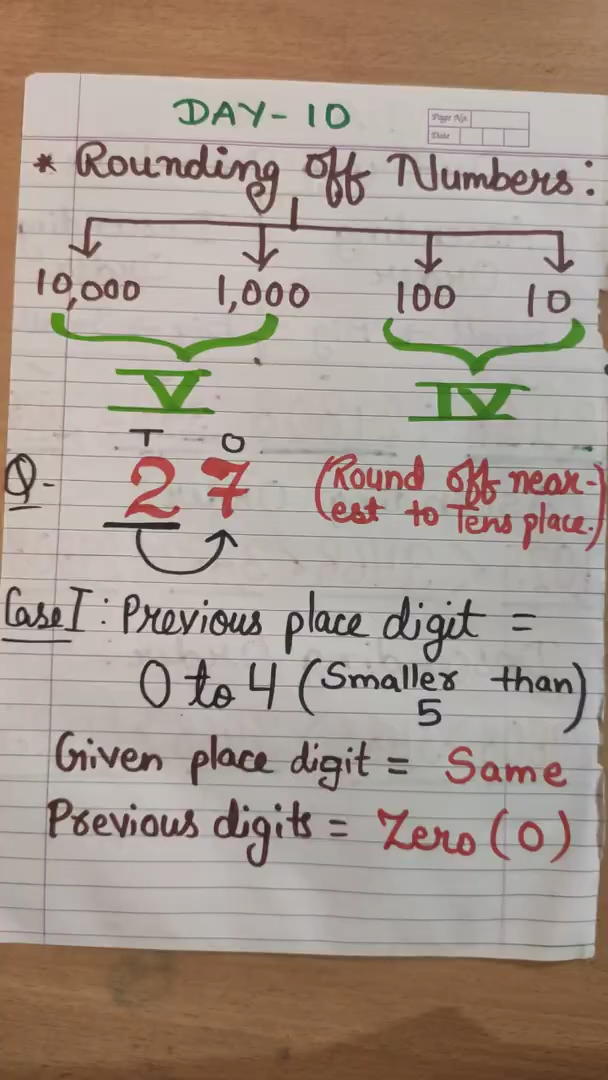 DAY-10
Page No.
Date
* Rounding off Numbers:
10,000 1,000 100 10
V IV
T O
Q- 27 (Round off near-
est to Tens place.)
Case I: Previous place digit =
0 to 4 (Smaller than
5)
Given place digit = Same
Previous digits = Zero (0)